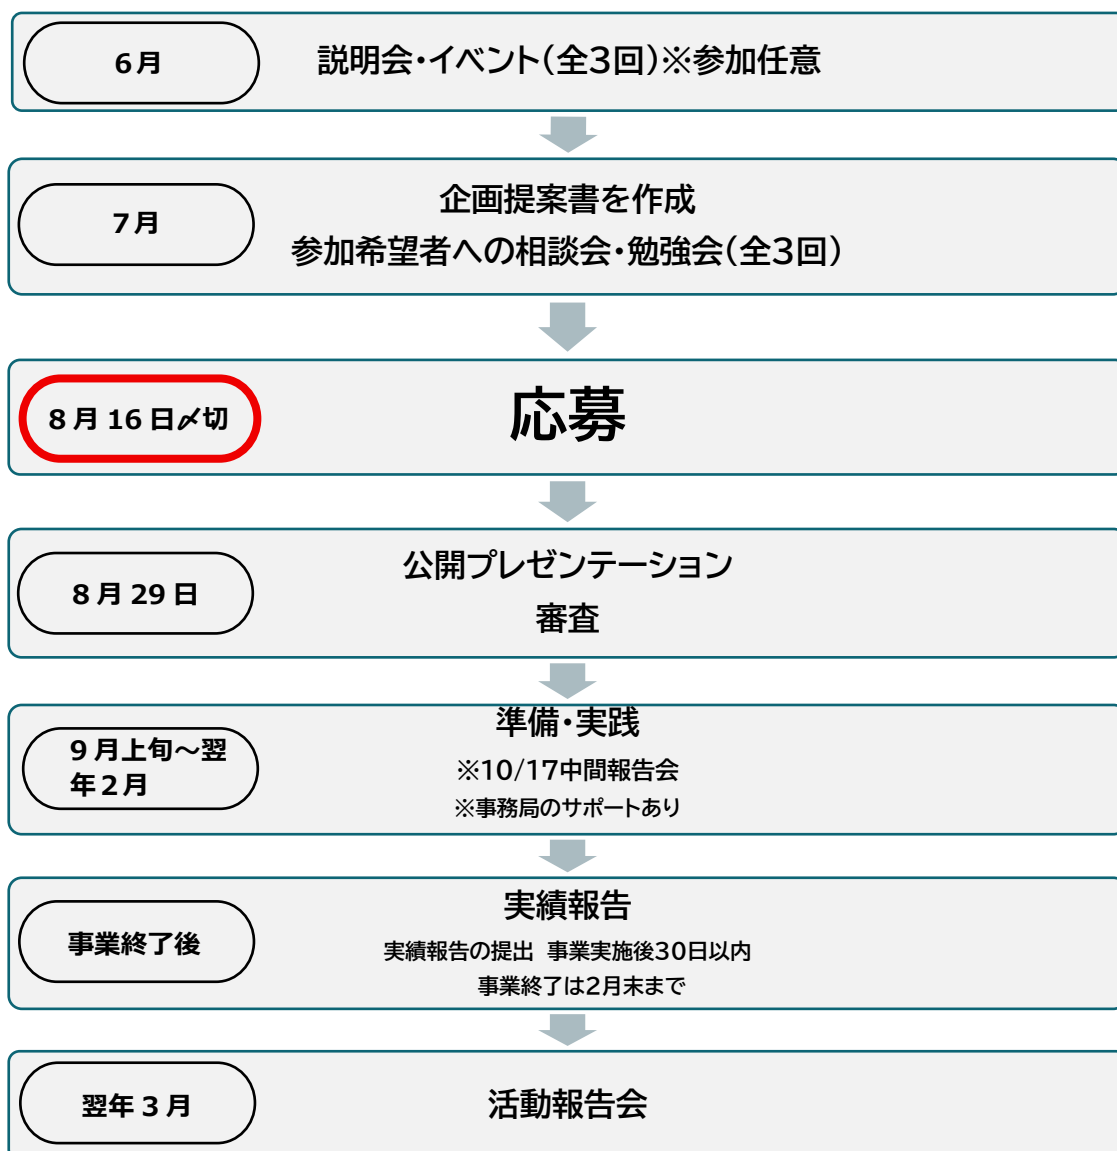 6月
説明会・イベント(全3回)※参加任意
7月
企画提案書を作成
参加希望者への相談会・勉強会(全3回)
8月16日〆切
応募
8月29日
公開プレゼンテーション
審査
9月上旬～翌
年2月
準備・実践
※10/17中間報告会
※事務局のサポートあり
事業終了後
実績報告
実績報告の提出 事業実施後30日以内
事業終了は2月末まで
翌年3月
活動報告会